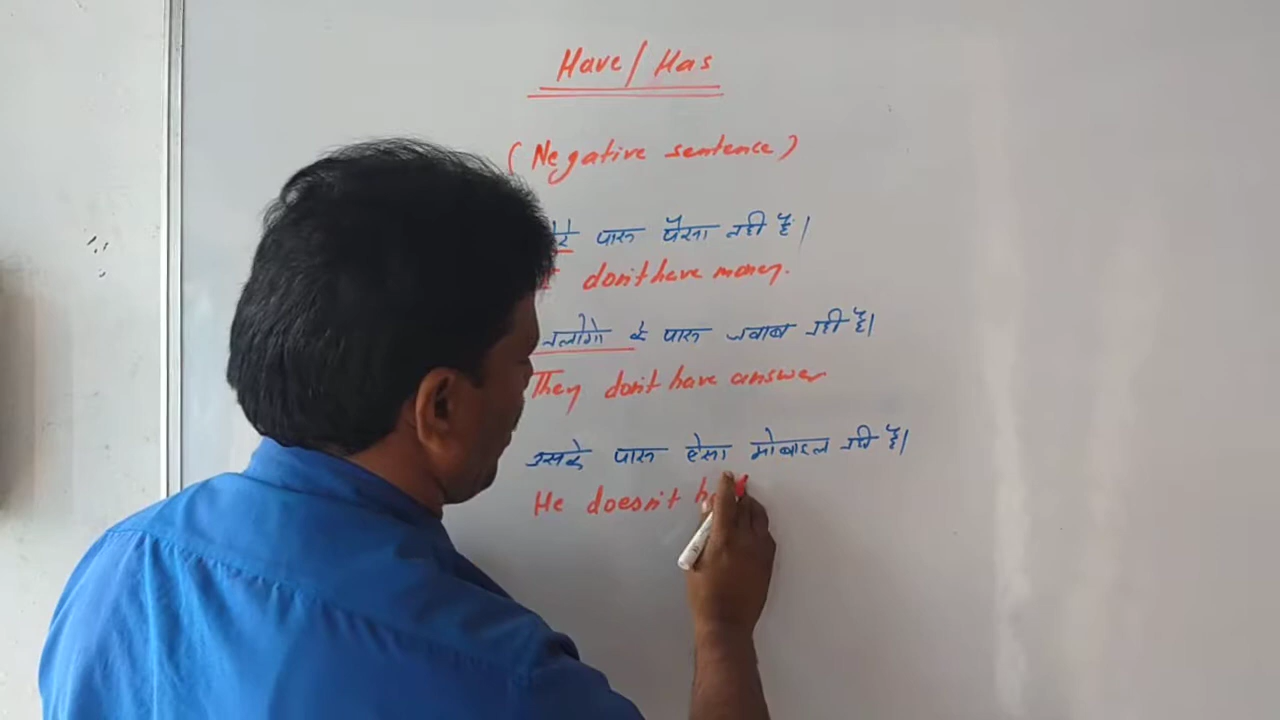 Have/Has
(Negative sentence)
पास पैसा नही है।
don't have money.
के पास जवाब नही है।
They don't have answer
उसके पास ऐसा मोबाइल नही है।
He doesn't